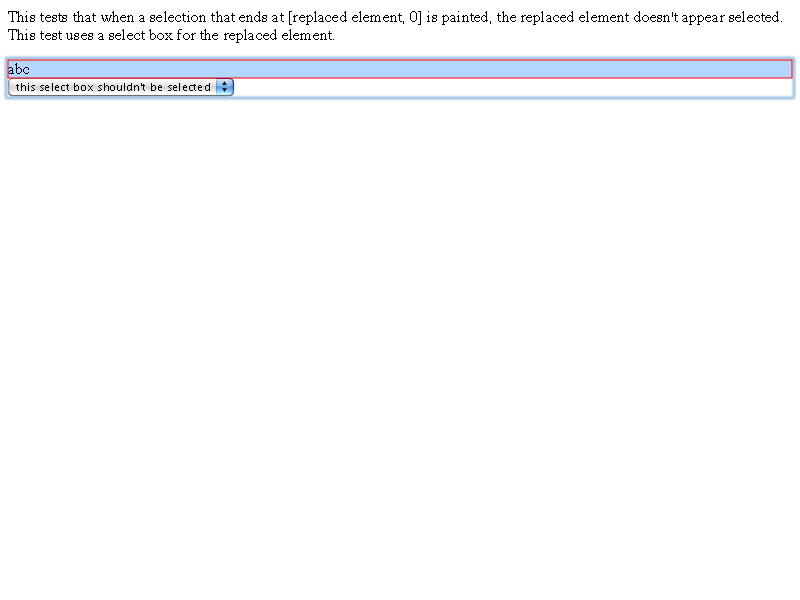 This tests that when a selection that ends at [replaced element, 0] is painted, the replaced element doesn't appear selected.
This test uses a select box for the replaced element.
abc
this select box shouldn't be selected